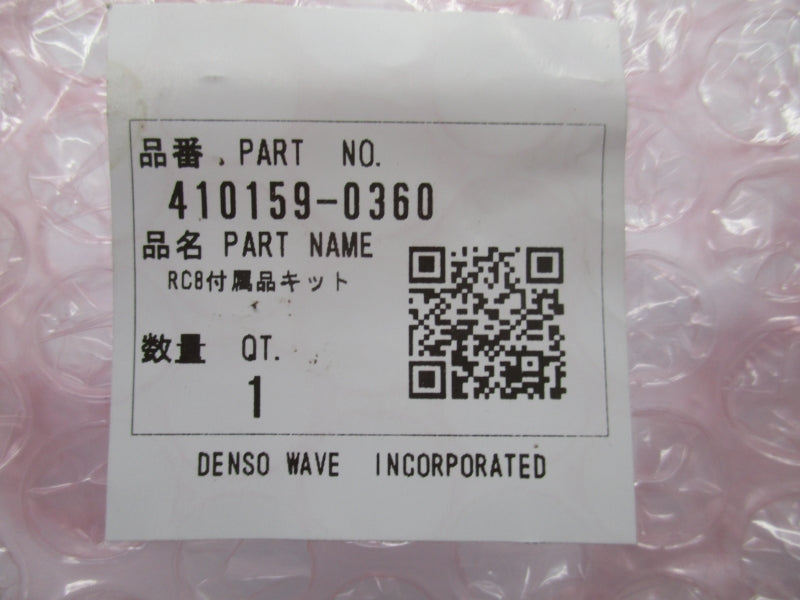 品番 . PART NO.
410159-0360
品名 PART NAME
RC8付属品キット
数量 QT.
1
DENSO WAVE INCORPORATED